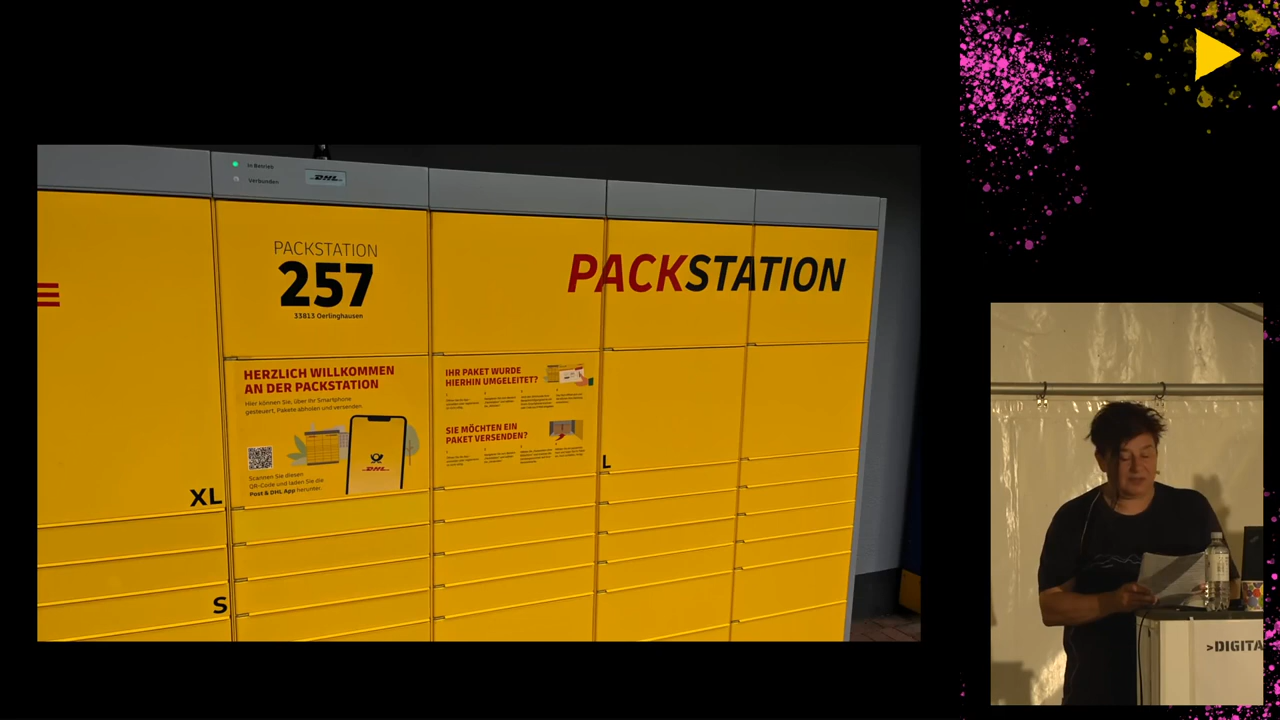 In Betrieb
Verbunden
DHL
PACKSTATION
257
33813 Oerlinghausen
PACKSTATION
HERZLICH WILLKOMMEN
AN DER PACKSTATION
Hier können Sie, über Ihr Smartphone
gesteuert, Pakete abholen und versenden.
Scannen Sie diesen
QR-Code und laden Sie die
Post & DHL App herunter.
DHL
IHR PAKET WURDE
HIERHIN UMGELEITET?
SIE MÖCHTEN EIN
PAKET VERSENDEN?
L
XL
S
>DIGITA